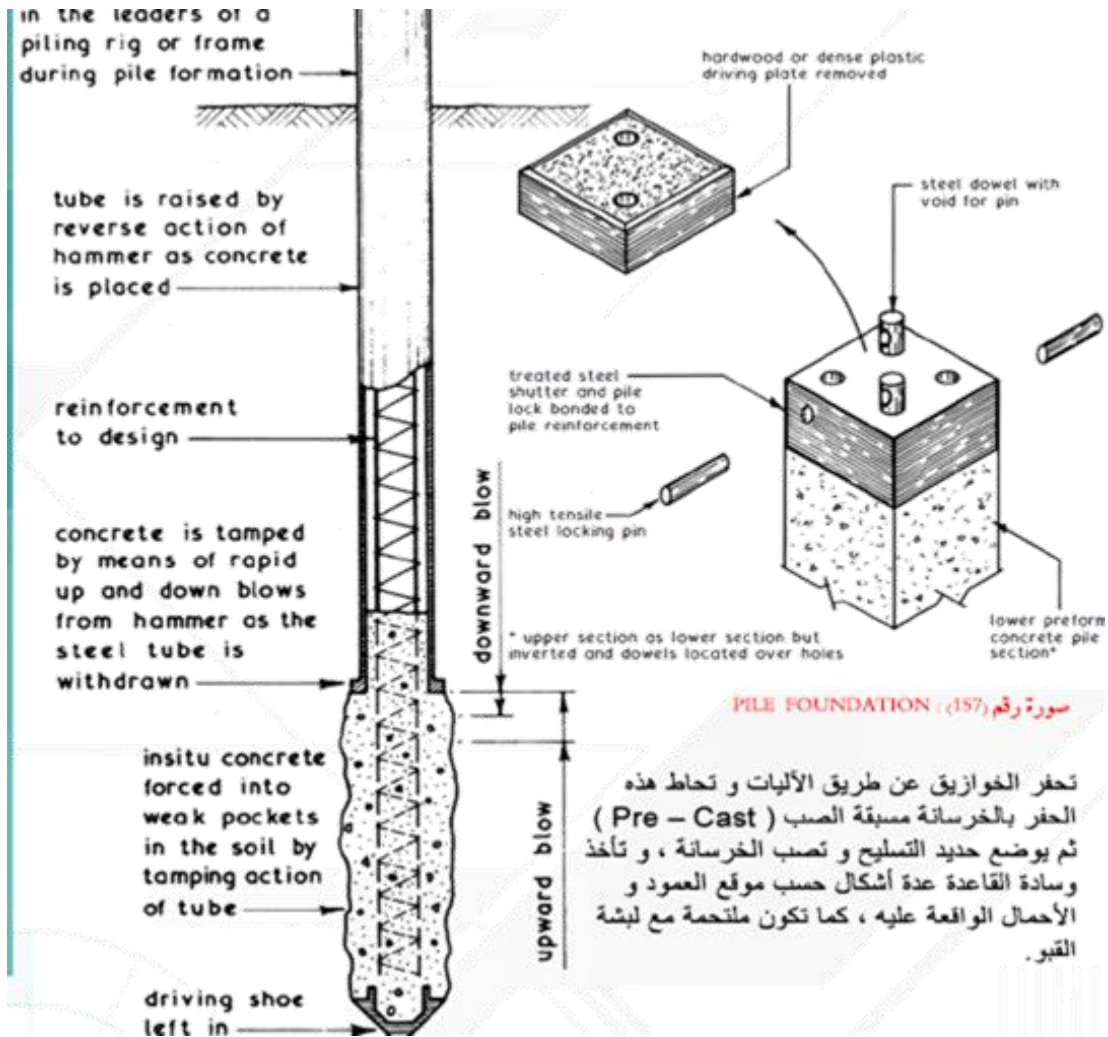 in the leaders of a
piling rig or frame
during pile formation
tube is raised by
reverse action of
hammer as concrete
is placed
reinforcement
to design
concrete is tamped
by means of rapid
up and down blows
from hammer as the
steel tube is
withdrawn
insitu concrete
forced into
weak pockets
in the soil by
tamping action
of tube
driving shoe
left in
downward blow
upward blow
hardwood or dense plastic
driving plate removed
steel dowel with
void for pin
treated steel
shutter and pile
lock bonded to
pile reinforcement
high tensile
steel locking pin
* upper section as lower section but
inverted and dowels located over holes
lower preform
concrete pile
section*
صورة رقم (157) : PILE FOUNDATION
تحفر الخوازيق عن طريق الأليات و تحاط هذه
الحفر بالخرسانة مسبقة الصب ( Pre – Cast )
ثم يوضع حديد التسليح و تصب الخرسانة ، و تأخذ
وسادة القاعدة عدة أشكال حسب موقع العمود و
الأحمال الواقعة عليه ، كما تكون ملتحمة مع لبشة
القبو .